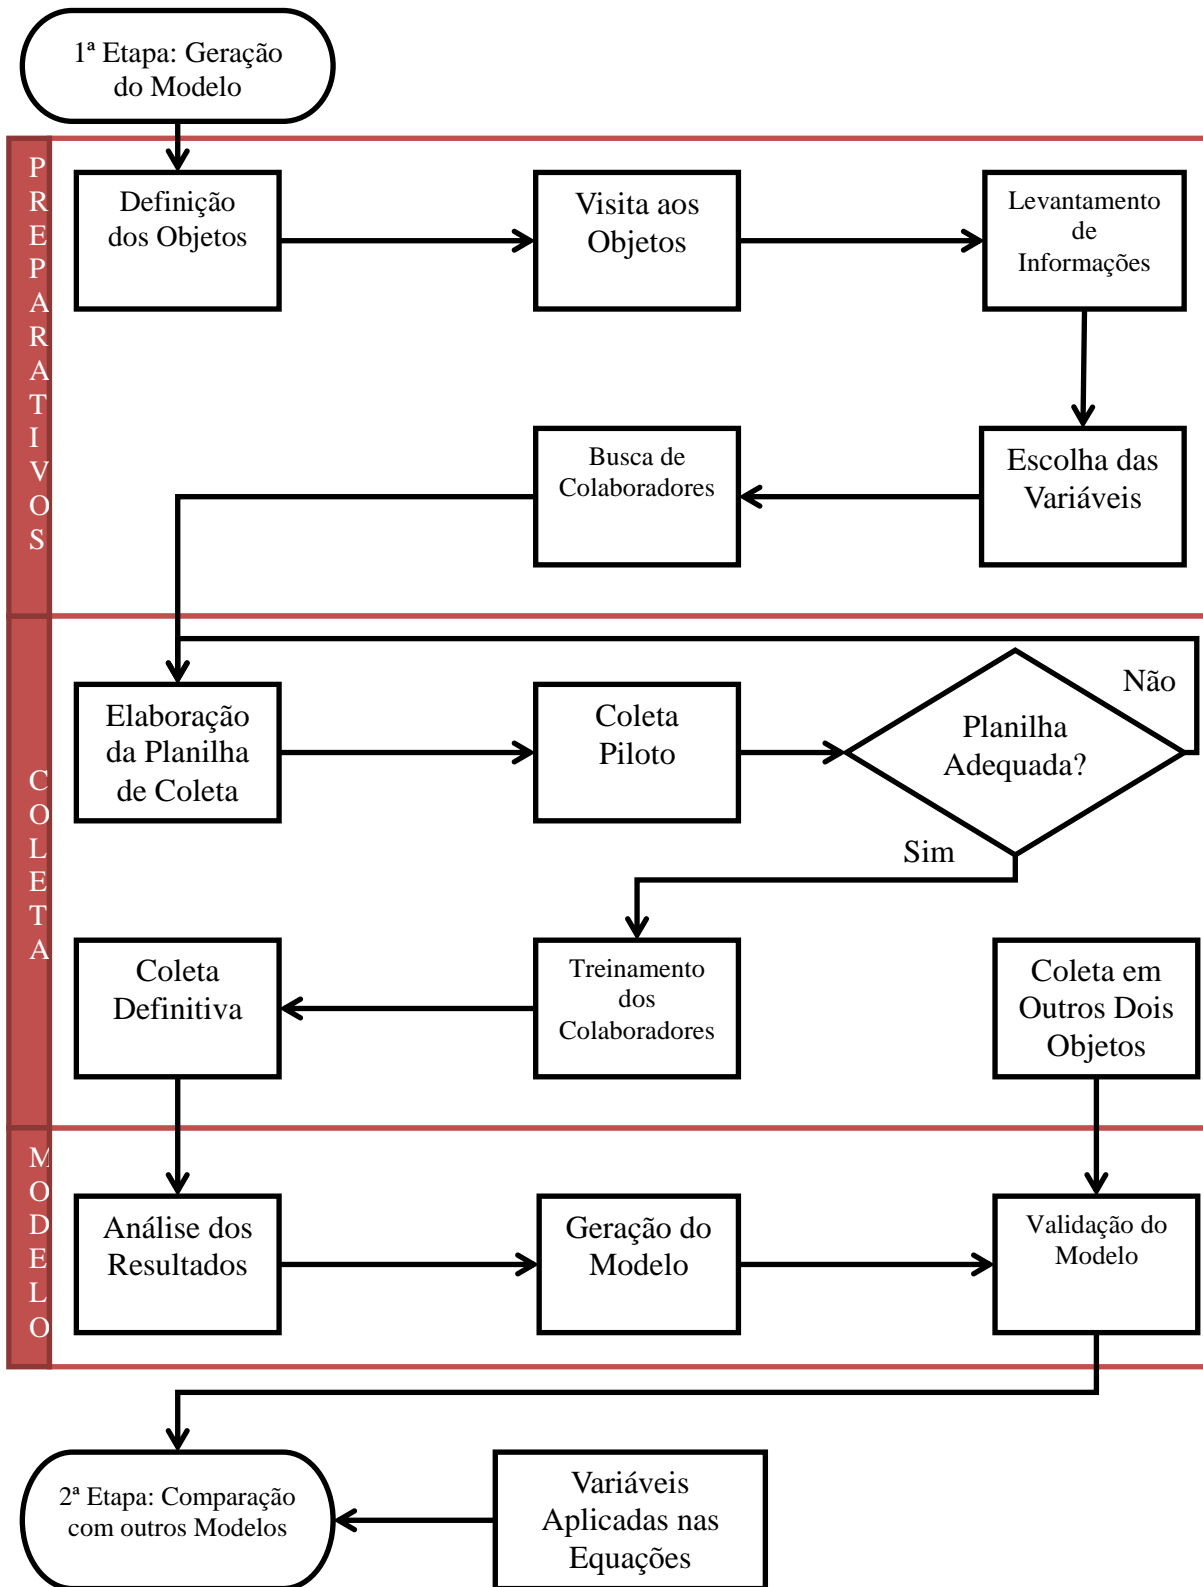 1ª Etapa: Geração
do Modelo
PREPARATIVOS
Definição
dos Objetos
Visita aos
Objetos
Levantamento
de
Informações
Busca de
Colaboradores
Escolha das
Variáveis
COLETA
Elaboração
da Planilha
de Coleta
Coleta
Piloto
Planilha
Adequada?
Não
Sim
Coleta
Definitiva
Treinamento
dos
Colaboradores
Coleta em
Outros Dois
Objetos
MODELO
Análise dos
Resultados
Geração do
Modelo
Validação do
Modelo
2ª Etapa: Comparação
com outros Modelos
Variáveis
Aplicadas nas
Equações